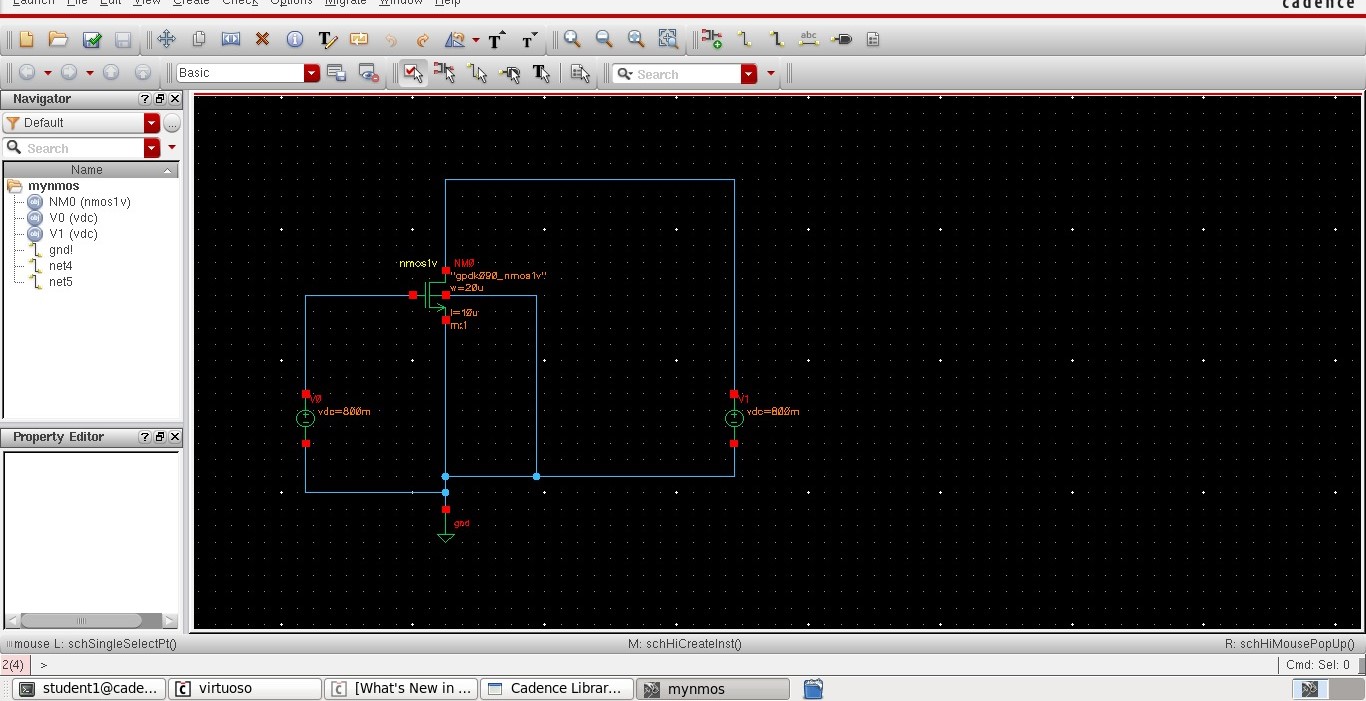 Launch File Edit View Create Check Options Migrate Window Help
cādence
abc
Basic
Search
Navigator
Default
Search
Name
mynmos
NM0 (nmos1v)
V0 (vdc)
V1 (vdc)
gnd!
net4
net5
Property Editor
nmos1v
NM0
"gpdk090_nmos1v"
w=20u
l=10u
m:1
V0
vdc=800m
V1
vdc=800m
gnd
mouse L: schSingleSelectPt()
M: schHiCreateInst()
R: schHiMousePopUp()
2(4)
>
Cmd: Sel: 0
student1@cade...
virtuoso
[What's New in ...
Cadence Librar...
mynmos